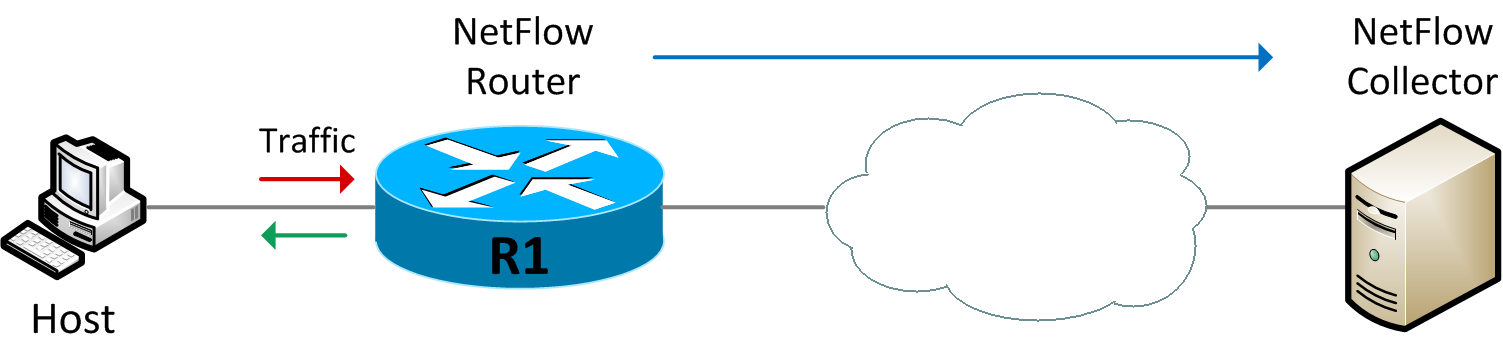 NetFlow
Router
NetFlow
Collector
Traffic
R1
Host